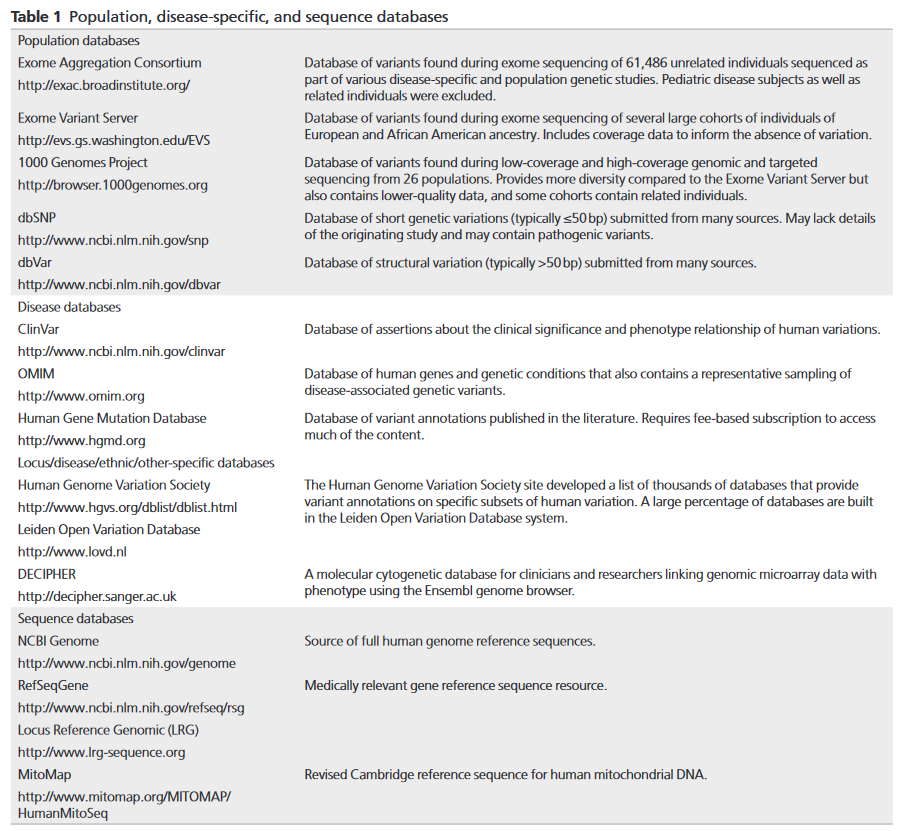 Table 1 Population, disease-specific, and sequence databases
Population databases
Exome Aggregation Consortium
http://exac.broadinstitute.org/
Database of variants found during exome sequencing of 61,486 unrelated individuals sequenced as
part of various disease-specific and population genetic studies. Pediatric disease subjects as well as
related individuals were excluded.
Exome Variant Server
http://evs.gs.washington.edu/EVS
Database of variants found during exome sequencing of several large cohorts of individuals of
European and African American ancestry. Includes coverage data to inform the absence of variation.
1000 Genomes Project
http://browser.1000genomes.org
Database of variants found during low-coverage and high-coverage genomic and targeted
sequencing from 26 populations. Provides more diversity compared to the Exome Variant Server but
also contains lower-quality data, and some cohorts contain related individuals.
dbSNP
http://www.ncbi.nlm.nih.gov/snp
Database of short genetic variations (typically ≤50 bp) submitted from many sources. May lack details
of the originating study and may contain pathogenic variants.
dbVar
http://www.ncbi.nlm.nih.gov/dbvar
Database of structural variation (typically >50 bp) submitted from many sources.
Disease databases
ClinVar
http://www.ncbi.nlm.nih.gov/clinvar
Database of assertions about the clinical significance and phenotype relationship of human variations.
OMIM
http://www.omim.org
Database of human genes and genetic conditions that also contains a representative sampling of
disease-associated genetic variants.
Human Gene Mutation Database
http://www.hgmd.org
Database of variant annotations published in the literature. Requires fee-based subscription to access
much of the content.
Locus/disease/ethnic/other-specific databases
Human Genome Variation Society
http://www.hgvs.org/dblist/dblist.html
The Human Genome Variation Society site developed a list of thousands of databases that provide
variant annotations on specific subsets of human variation. A large percentage of databases are built
in the Leiden Open Variation Database system.
Leiden Open Variation Database
http://www.lovd.nl
DECIPHER
http://decipher.sanger.ac.uk
A molecular cytogenetic database for clinicians and researchers linking genomic microarray data with
phenotype using the Ensembl genome browser.
Sequence databases
NCBI Genome
http://www.ncbi.nlm.nih.gov/genome
Source of full human genome reference sequences.
RefSeqGene
http://www.ncbi.nlm.nih.gov/refseq/rsg
Medically relevant gene reference sequence resource.
Locus Reference Genomic (LRG)
http://www.lrg-sequence.org
MitoMap
http://www.mitomap.org/MITOMAP/
HumanMitoSeq
Revised Cambridge reference sequence for human mitochondrial DNA.